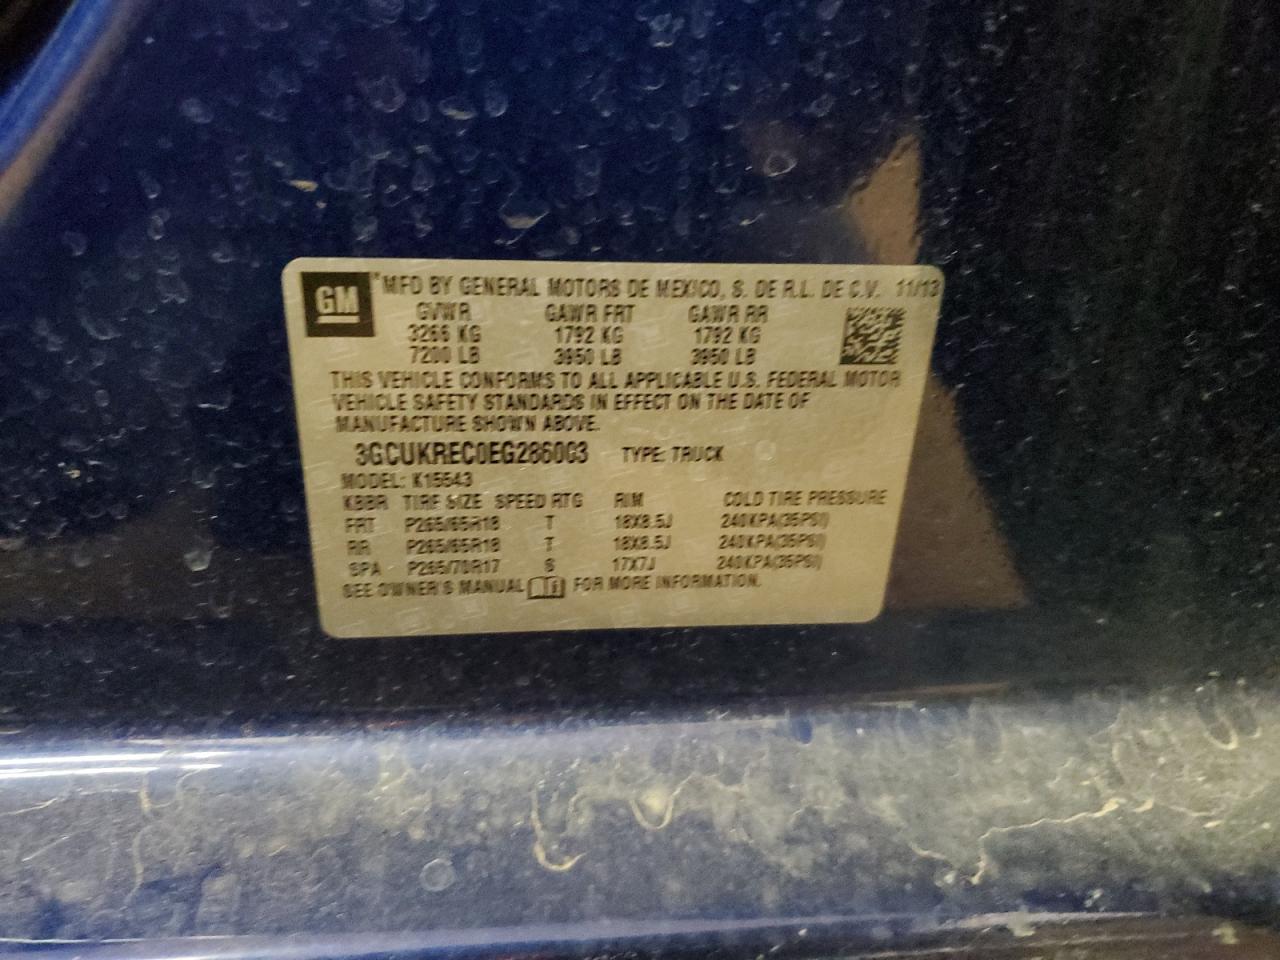 GM
MFD BY GENERAL MOTORS DE MEXICO, S. DE R.L. DE C.V. 11/13
GVWR GAWR FRT GAWR RR
3266 KG 1792 KG 1792 KG
7200 LB 3950 LB 3950 LB
THIS VEHICLE CONFORMS TO ALL APPLICABLE U.S. FEDERAL MOTOR
VEHICLE SAFETY STANDARDS IN EFFECT ON THE DATE OF
MANUFACTURE SHOWN ABOVE.
3GCUKREC0EG286003 TYPE: TRUCK
MODEL: K15543
KBBR TIRE SIZE SPEED RTG RIM COLD TIRE PRESSURE
FRT P265/65R18 T 18X8.5J 240KPA(35PSI)
RR P265/65R18 T 18X8.5J 240KPA(35PSI)
SPA P265/70R17 S 17X7J 240KPA(35PSI)
SEE OWNER'S MANUAL FOR MORE INFORMATION.